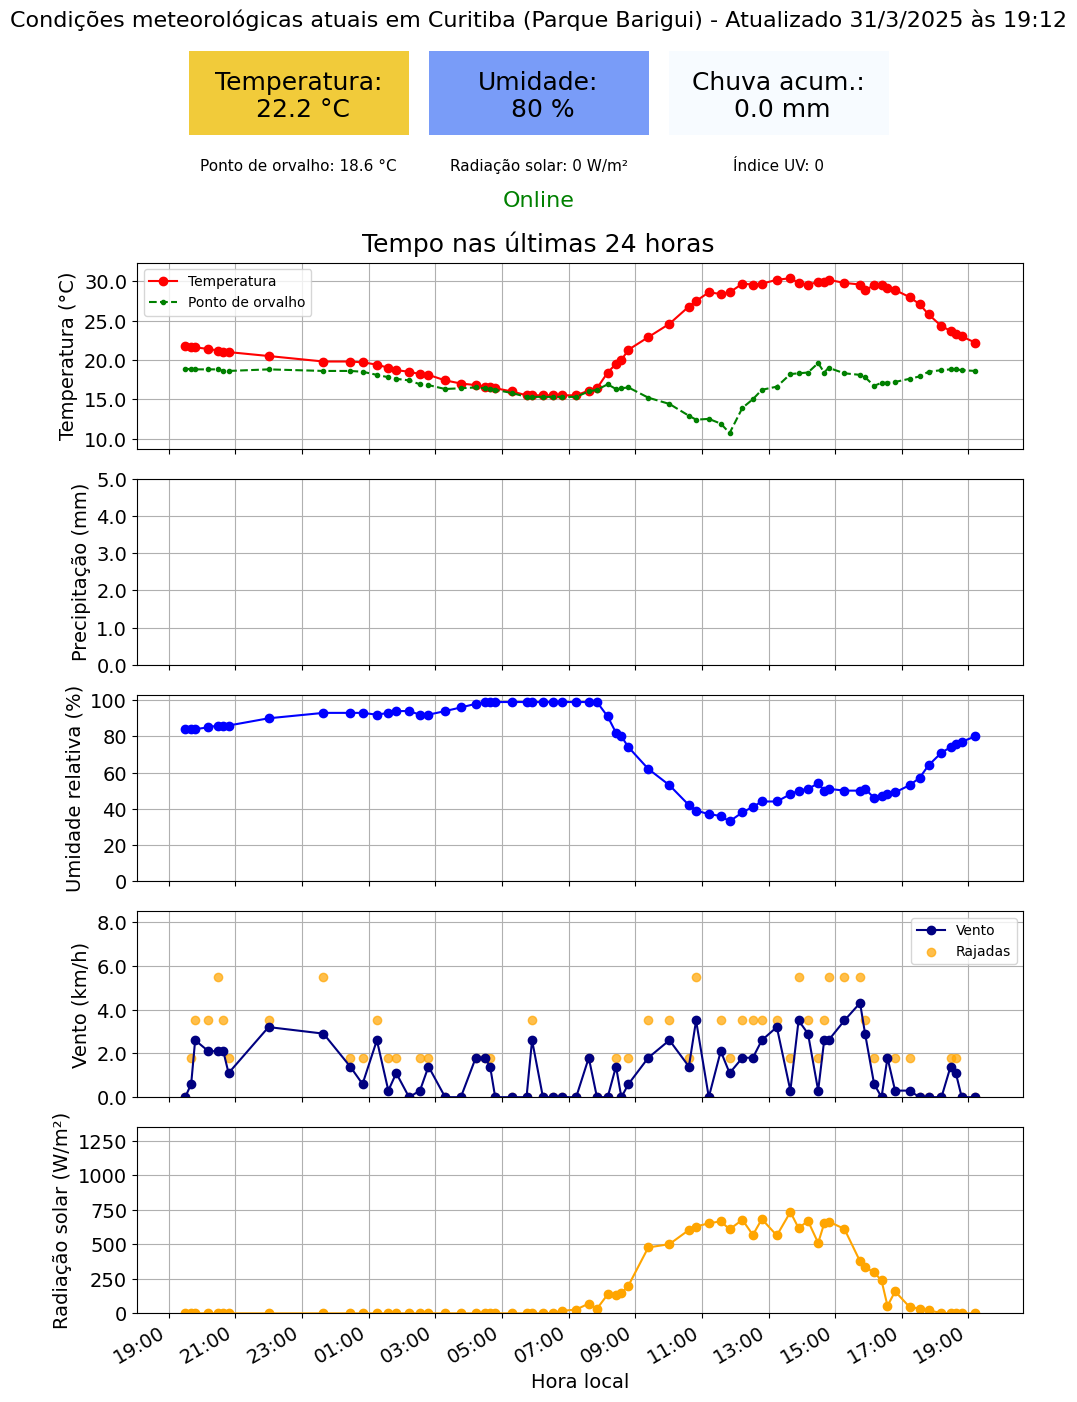 Condições meteorológicas atuais em Curitiba (Parque Barigui) - Atualizado 31/3/2025 às 19:12
Temperatura:
22.2 °C
Umidade:
80 %
Chuva acum.:
0.0 mm
Ponto de orvalho: 18.6 °C
Radiação solar: 0 W/m²
Índice UV: 0
Online
Tempo nas últimas 24 horas
Temperatura (°C)
30.0
25.0
20.0
15.0
10.0
Temperatura
Ponto de orvalho
Precipitação (mm)
5.0
4.0
3.0
2.0
1.0
0.0
Umidade relativa (%)
100
80
60
40
20
0
Vento (km/h)
8.0
6.0
4.0
2.0
0.0
Vento
Rajadas
Radiação solar (W/m²)
1250
1000
750
500
250
0
19:00
21:00
23:00
01:00
03:00
05:00
07:00
09:00
11:00
13:00
15:00
17:00
19:00
Hora local